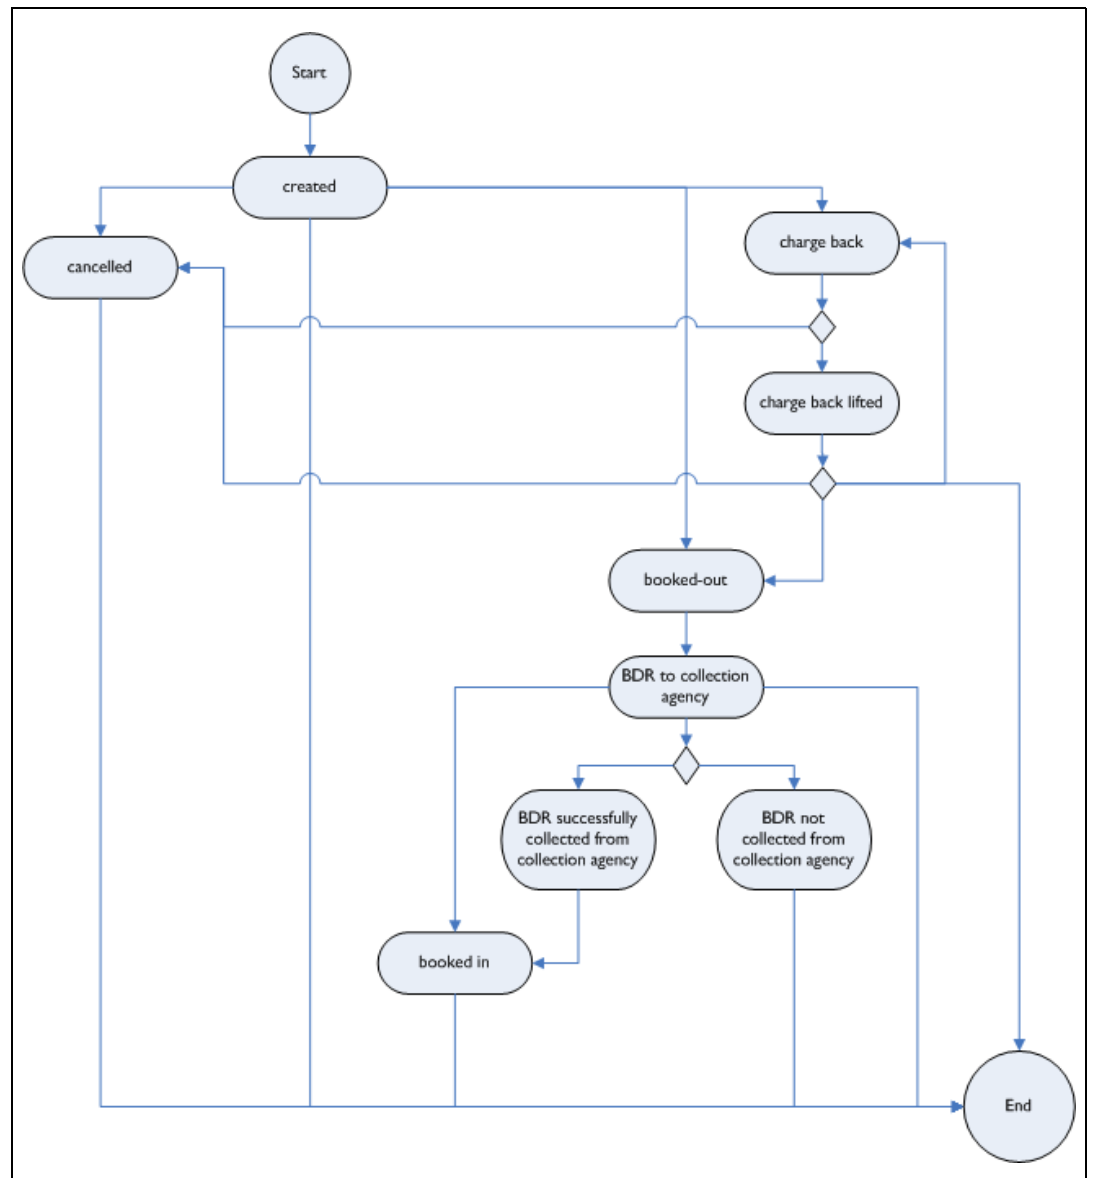 Start
created
charge back
cancelled
charge back lifted
booked-out
BDR to collection
agency
BDR successfully
collected from
collection agency
BDR not
collected from
collection agency
booked in
End